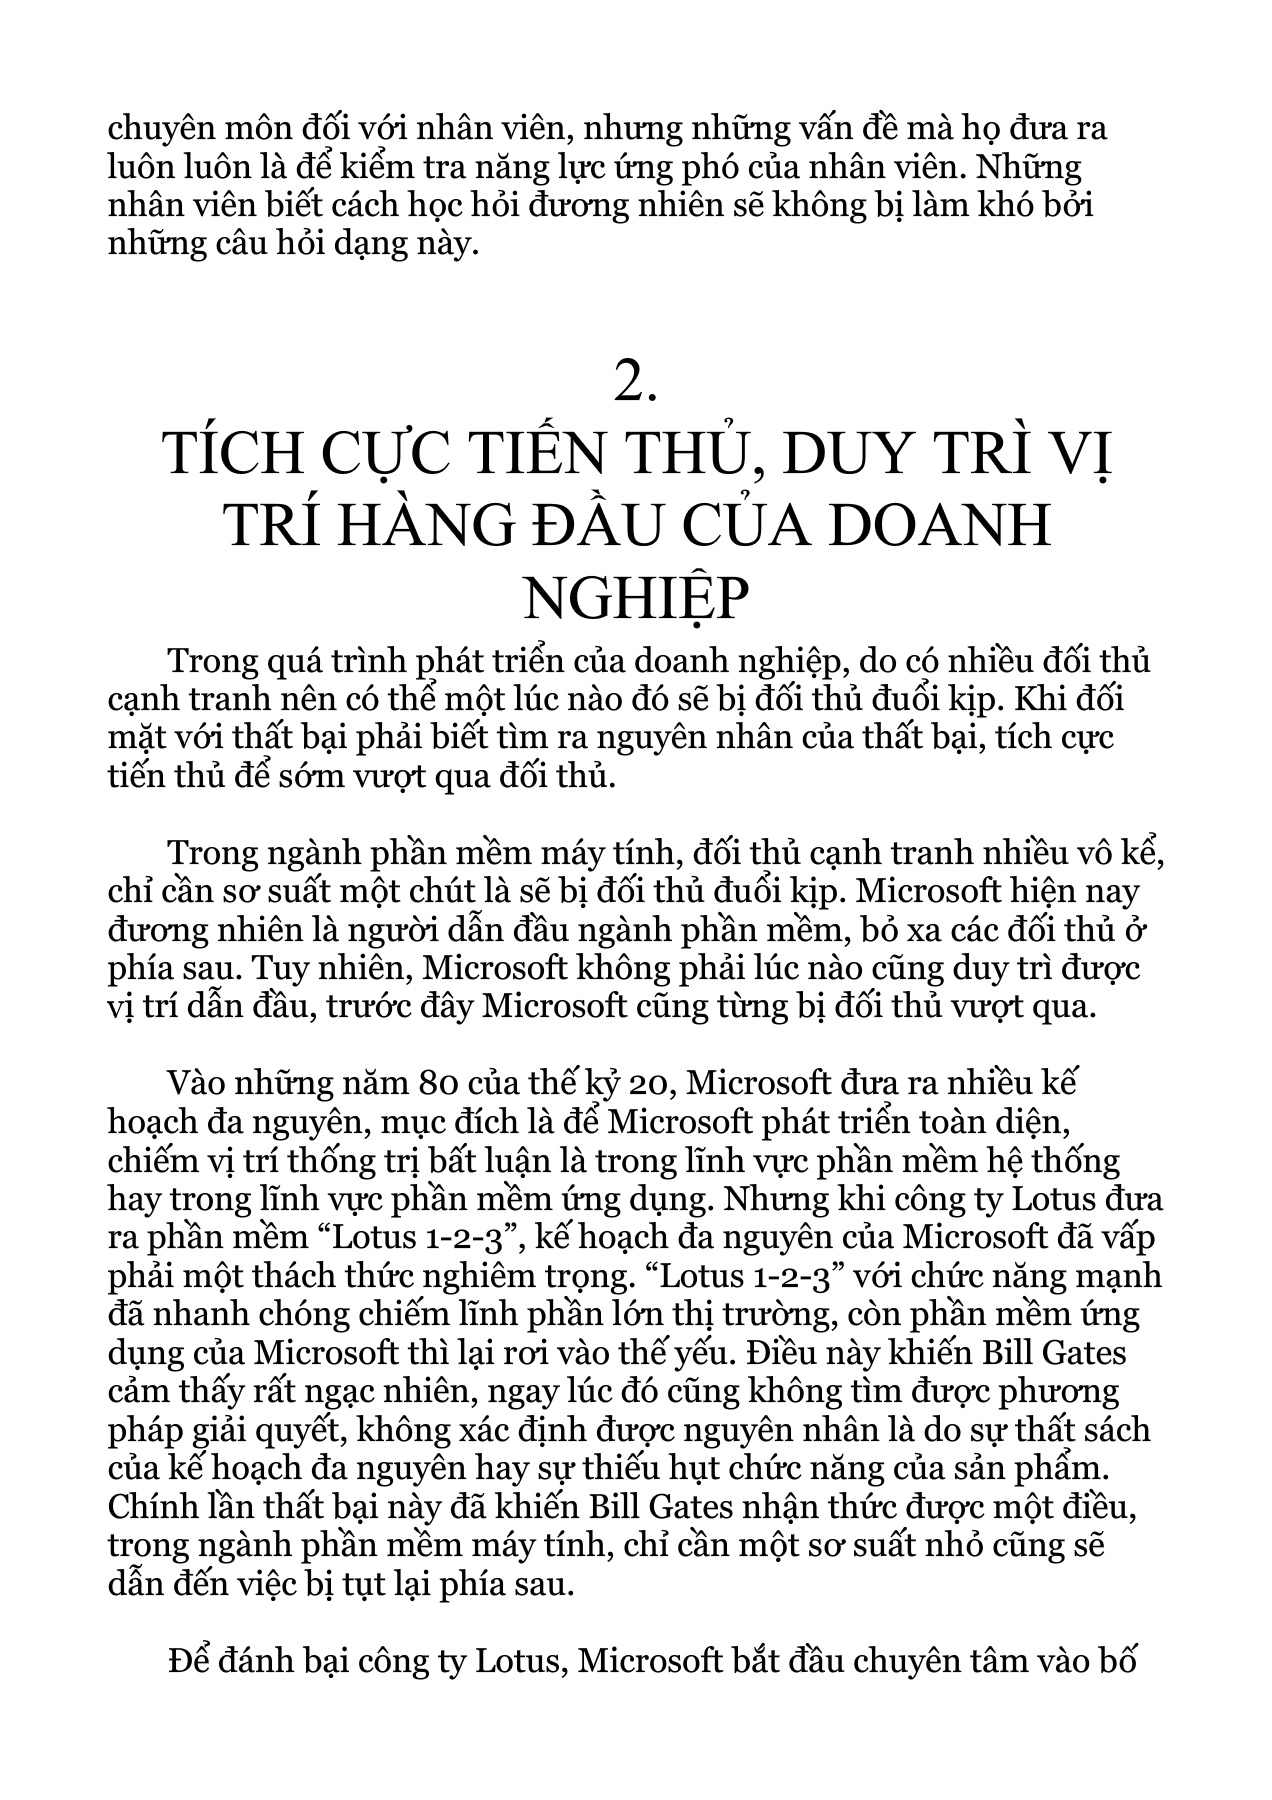 chuyên môn đối với nhân viên, nhưng những vấn đề mà họ đưa ra
luôn luôn là để kiểm tra năng lực ứng phó của nhân viên. Những
nhân viên biết cách học hỏi đương nhiên sẽ không bị làm khó bởi
những câu hỏi dạng này.
2.
TÍCH CỰC TIẾN THỦ, DUY TRÌ VỊ
TRÍ HÀNG ĐẦU CỦA DOANH
NGHIỆP
Trong quá trình phát triển của doanh nghiệp, do có nhiều đối thủ
cạnh tranh nên có thể một lúc nào đó sẽ bị đối thủ đuổi kịp. Khi đối
mặt với thất bại phải biết tìm ra nguyên nhân của thất bại, tích cực
tiến thủ để sớm vượt qua đối thủ.
Trong ngành phần mềm máy tính, đối thủ cạnh tranh nhiều vô kể,
chỉ cần sơ suất một chút là sẽ bị đối thủ đuổi kịp. Microsoft hiện nay
đương nhiên là người dẫn đầu ngành phần mềm, bỏ xa các đối thủ ở
phía sau. Tuy nhiên, Microsoft không phải lúc nào cũng duy trì được
vị trí dẫn đầu, trước đây Microsoft cũng từng bị đối thủ vượt qua.
Vào những năm 80 của thế kỷ 20, Microsoft đưa ra nhiều kế
hoạch đa nguyên, mục đích là để Microsoft phát triển toàn diện,
chiếm vị trí thống trị bất luận là trong lĩnh vực phần mềm hệ thống
hay trong lĩnh vực phần mềm ứng dụng. Nhưng khi công ty Lotus đưa
ra phần mềm “Lotus 1-2-3”, kế hoạch đa nguyên của Microsoft đã vấp
phải một thách thức nghiêm trọng. “Lotus 1-2-3” với chức năng mạnh
đã nhanh chóng chiếm lĩnh phần lớn thị trường, còn phần mềm ứng
dụng của Microsoft thì lại rơi vào thế yếu. Điều này khiến Bill Gates
cảm thấy rất ngạc nhiên, ngay lúc đó cũng không tìm được phương
pháp giải quyết, không xác định được nguyên nhân là do sự thất sách
của kế hoạch đa nguyên hay sự thiếu hụt chức năng của sản phẩm.
Chính lần thất bại này đã khiến Bill Gates nhận thức được một điều,
trong ngành phần mềm máy tính, chỉ cần một sơ suất nhỏ cũng sẽ
dẫn đến việc bị tụt lại phía sau.
Để đánh bại công ty Lotus, Microsoft bắt đầu chuyên tâm vào bố